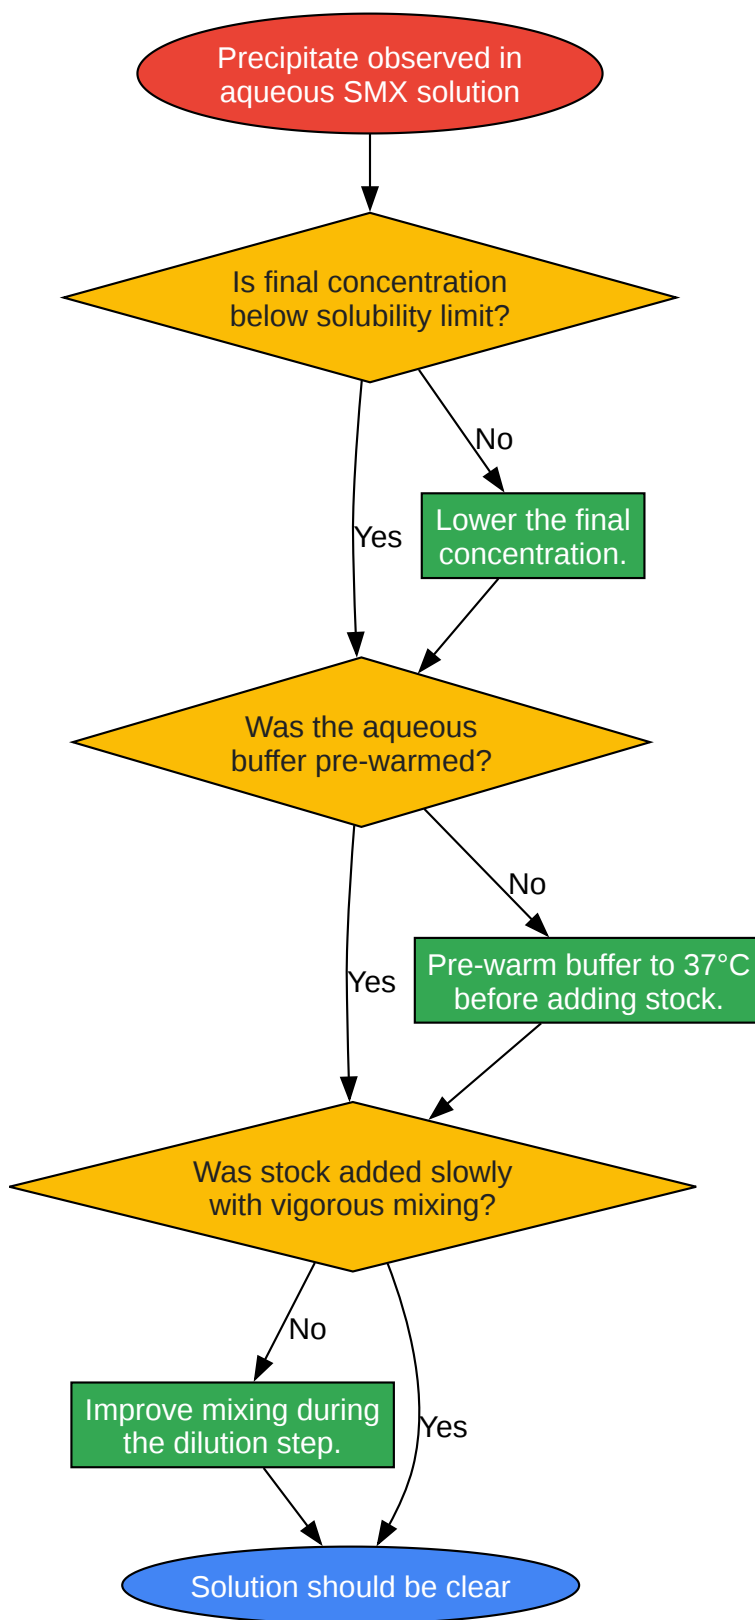 Precipitate observed in
aqueous SMX solution
Is final concentration
below solubility limit?
No
Lower the final
concentration.
Yes
Was the aqueous
buffer pre-warmed?
No
Pre-warm buffer to 37°C
before adding stock.
Yes
Was stock added slowly
with vigorous mixing?
No
Improve mixing during
the dilution step.
Yes
Solution should be clear